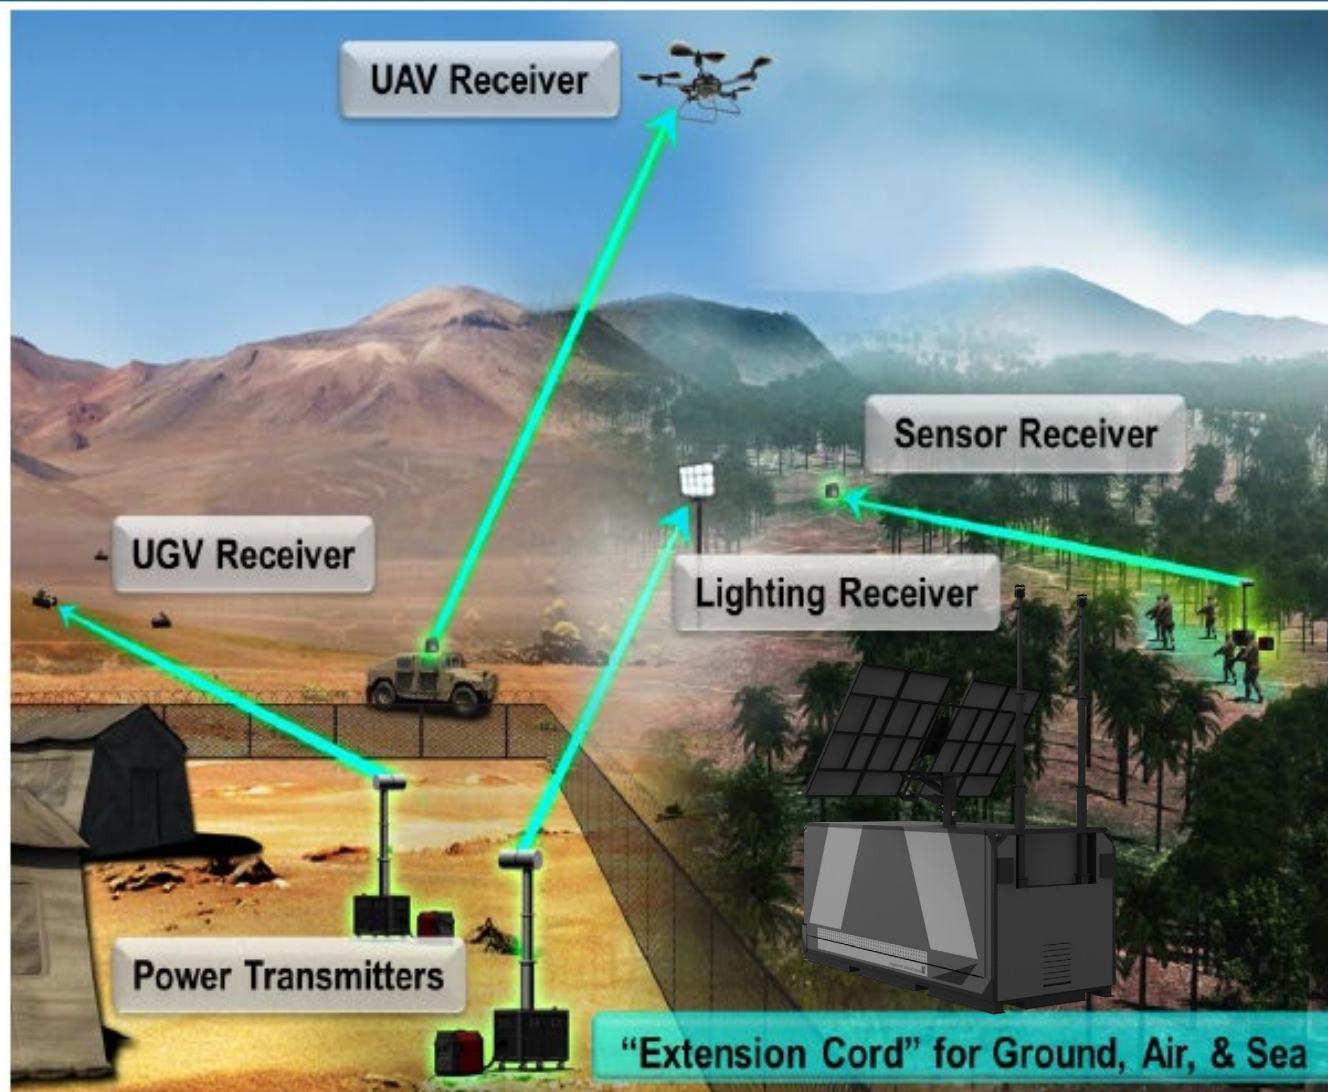 UAV Receiver
Sensor Receiver
UGV Receiver
Lighting Receiver
Power Transmitters
“Extension Cord” for Ground, Air, & Sea